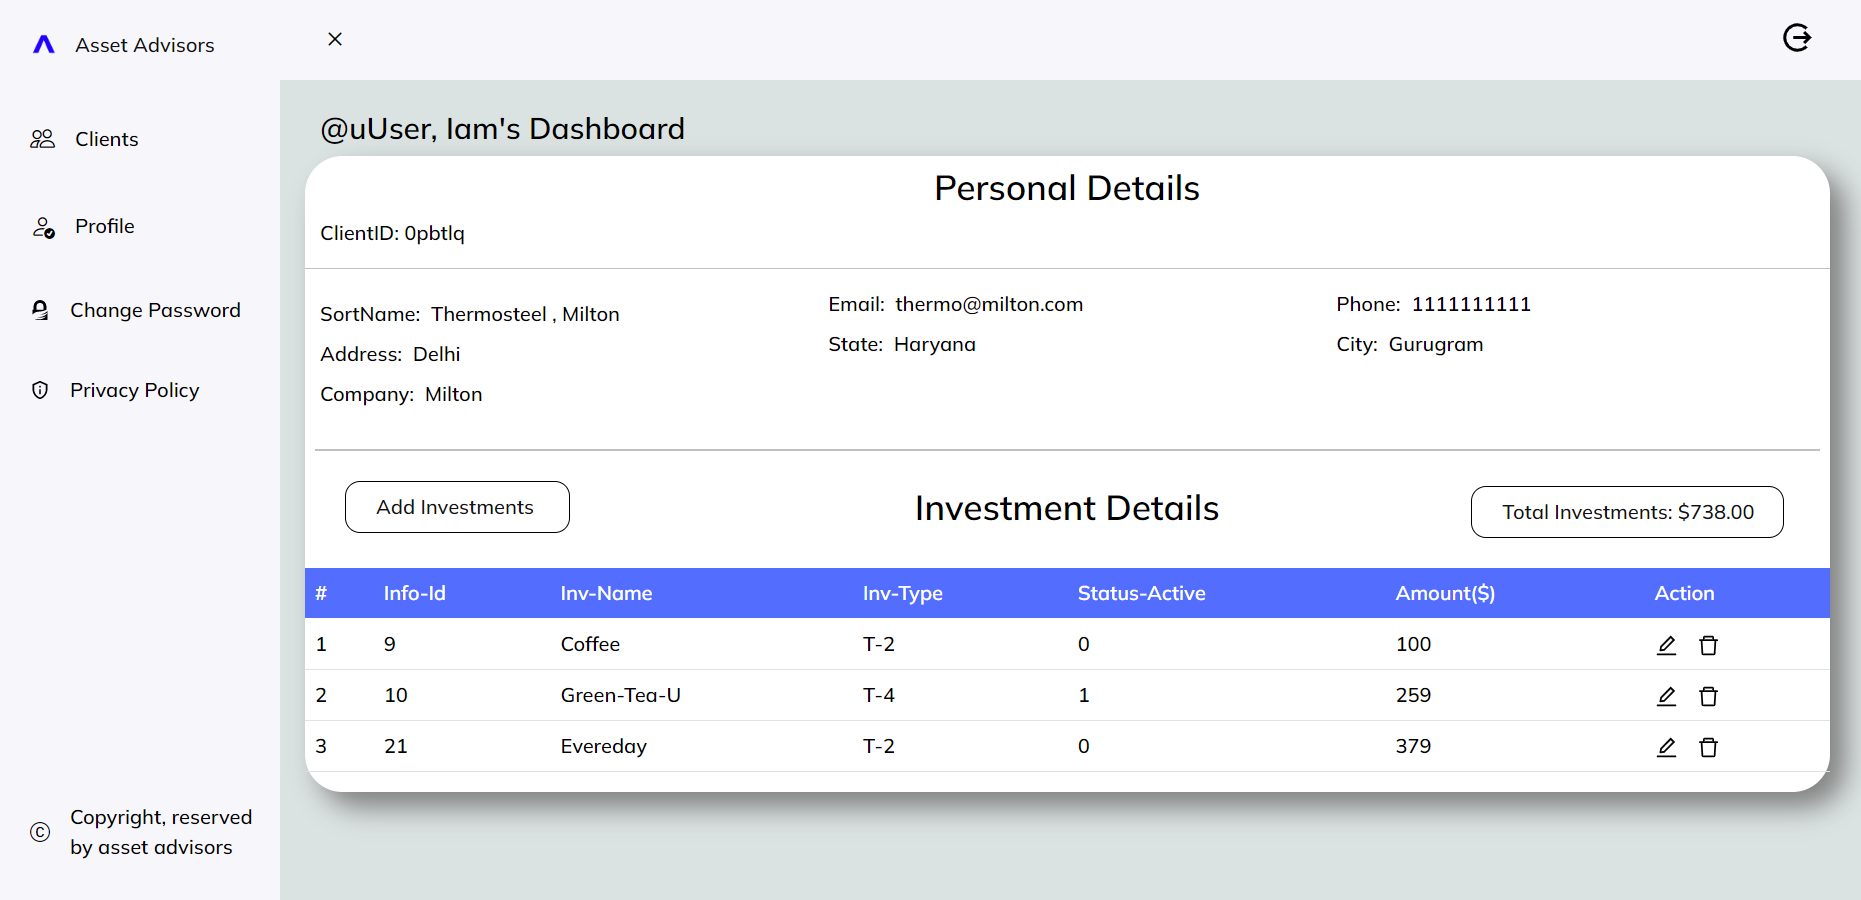 Asset Advisors
Clients
Profile
Change Password
Privacy Policy
Copyright, reserved
by asset advisors
@uUser, Iam's Dashboard
Personal Details
ClientID: 0pbtlq
SortName: Thermosteel , Milton
Address: Delhi
Company: Milton
Email: thermo@milton.com
State: Haryana
Phone: 1111111111
City: Gurugram
Add Investments
Investment Details
Total Investments: $738.00
# Info-Id Inv-Name Inv-Type Status-Active Amount($) Action
1 9 Coffee T-2 0 100
2 10 Green-Tea-U T-4 1 259
3 21 Evereday T-2 0 379